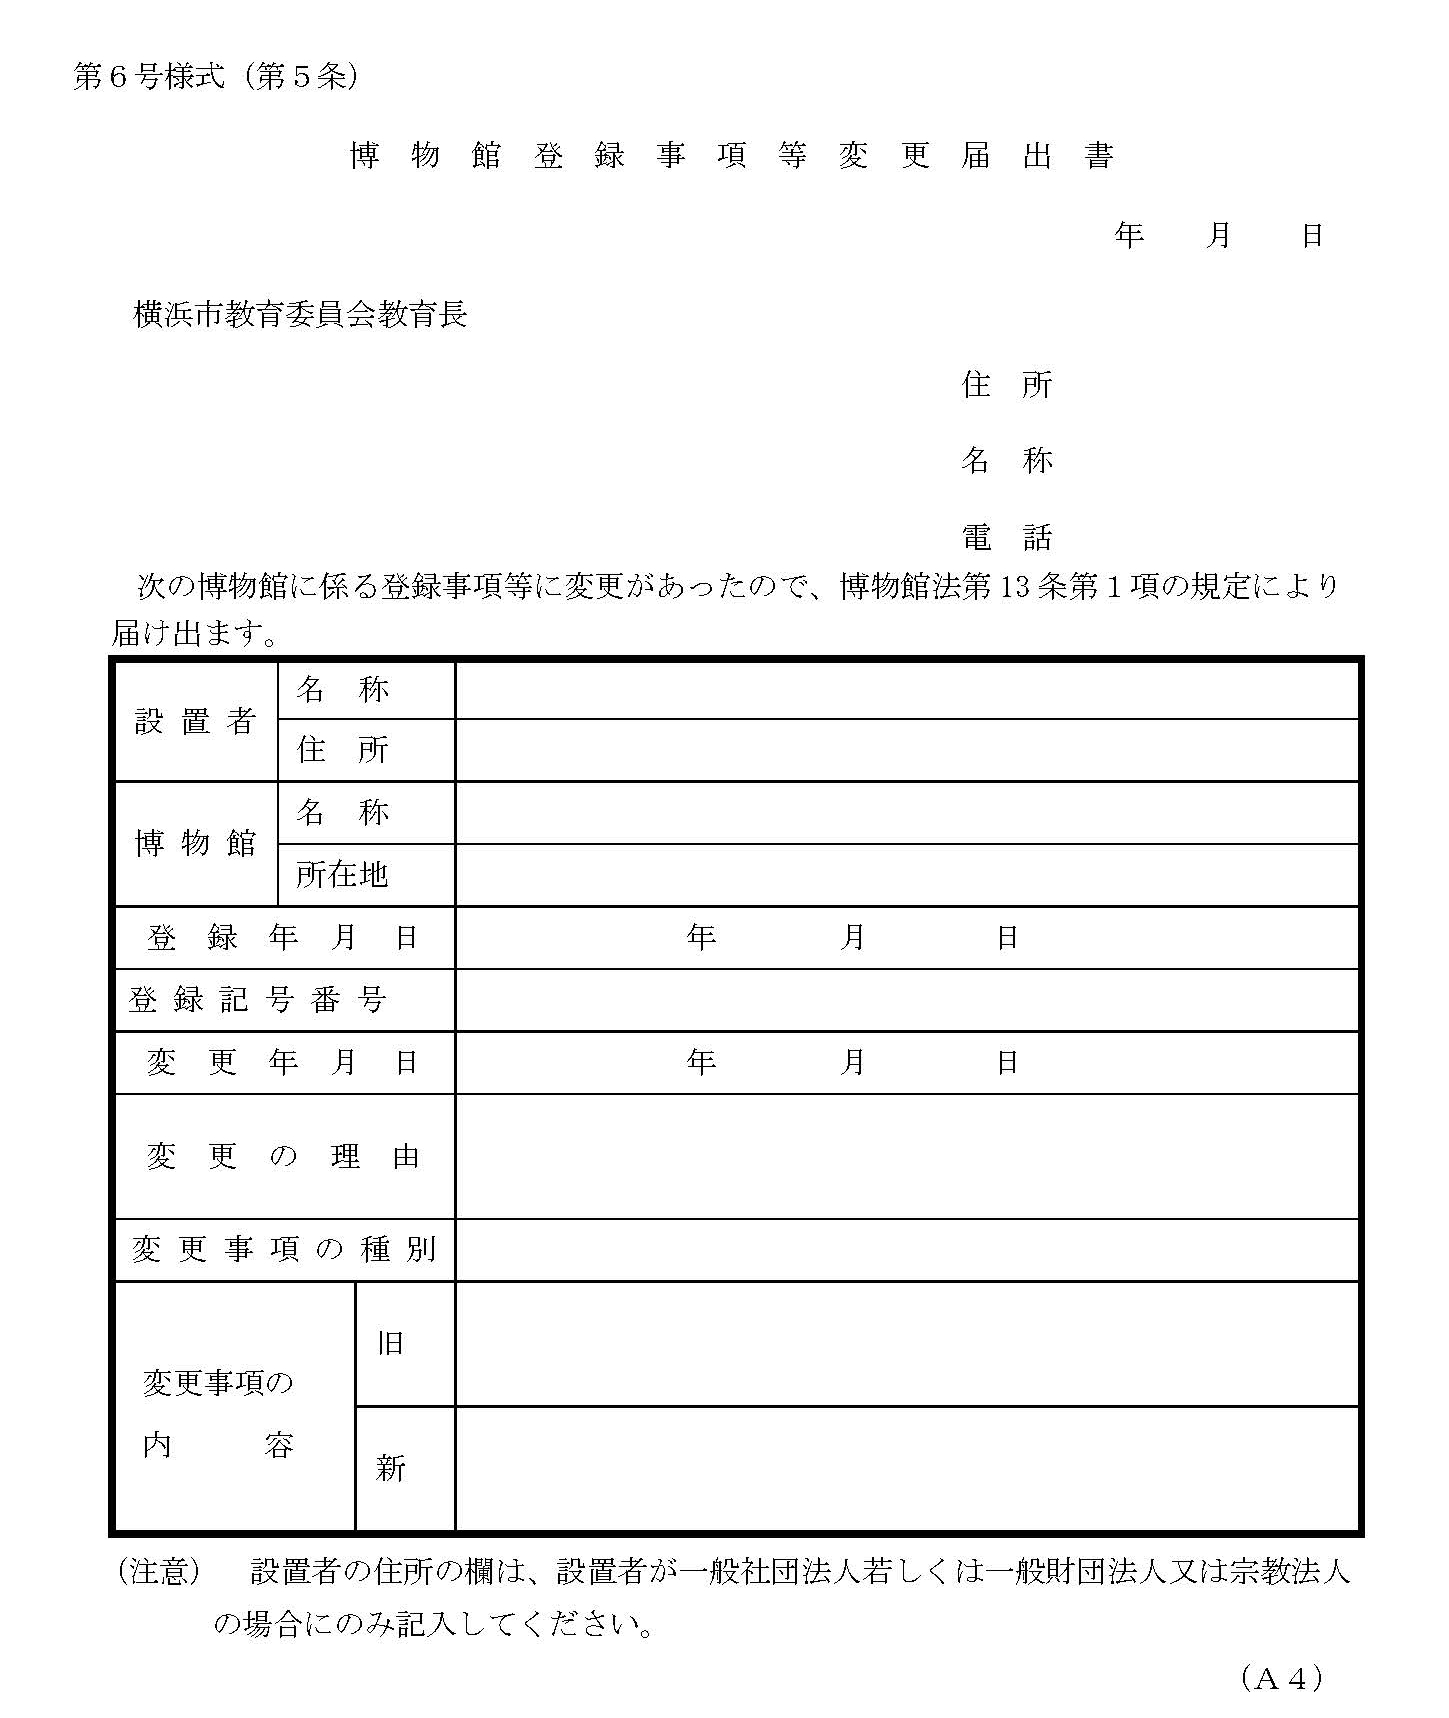 第６号様式（第５条）
博物館登録事項等変更届出書
年　　月　　日
横浜市教育委員会教育長
住　所
名　称
電　話
次の博物館に係る登録事項等に変更があったので、博物館法第13条第１項の規定により
届け出ます。
設置者
名　称
住　所
博物館
名　称
所在地
登録年月日
年　　月　　日
登録記号番号
変更年月日
年　　月　　日
変更の理由
変更事項の種別
変更事項の
内　　容
旧
新
（注意）　設置者の住所の欄は、設置者が一般社団法人若しくは一般財団法人又は宗教法人
の場合にのみ記入してください。
（Ａ４）